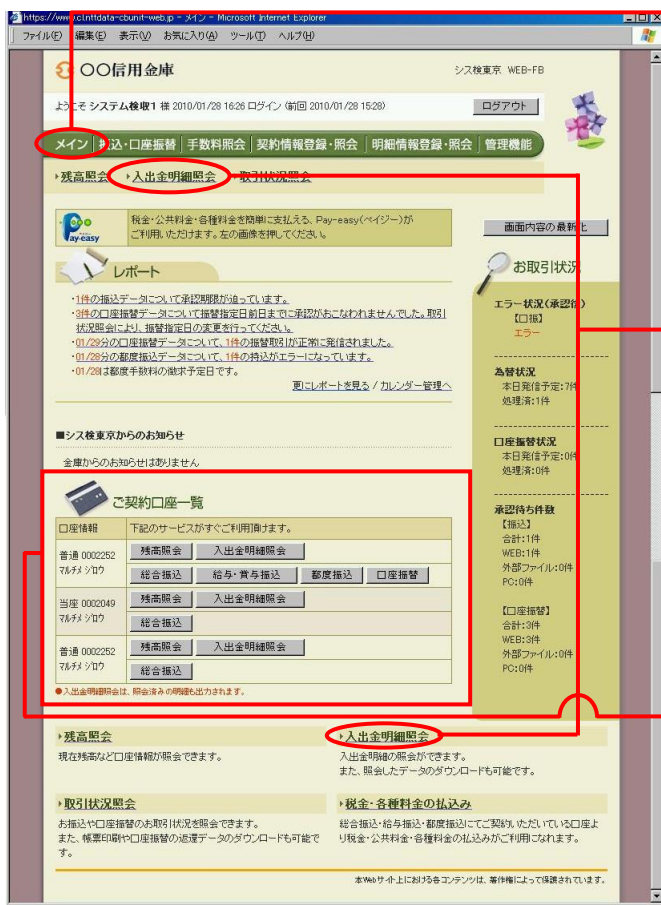 https://www.cl.nttdata-cbunit-web.jp - メイン - Microsoft Internet Explorer
ファイル(F) 編集(E) 表示(V) お気に入り(A) ツール(T) ヘルプ(H)
〇〇信用金庫
シス検東京 WEB-FB
ようこそ システム検収1 様 2010/01/28 16:26 ログイン (前回 2010/01/28 15:28)
ログアウト
メイン 振込・口座振替 手数料照会 契約情報登録・照会 明細情報登録・照会 管理機能
残高照会 入出金明細照会 取引状況照会
Pay-easy
税金・公共料金・各種料金を簡単に支払える、Pay-easy(ペイジー)が
ご利用いただけます。左の画像を押してください。
画面内容の最新化
レポート
・1件の振込データについて承認期限が迫っています。
・3件の口座振替データについて振替指定日前日までに承認がおこなわれませんでした。取引
状況照会により、振替指定日の変更を行ってください。
・01/29分の口座振替データについて、1件の振替取引が正常に発信されました。
・01/28分の都度振込データについて、1件の持込がエラーになっています。
・01/28は都度手数料の徴求予定日です。
更にレポートを見る / カレンダー管理へ
■シス検東京からのお知らせ
金庫からのお知らせはありません
ご契約口座一覧
口座情報 下記のサービスがすぐご利用頂けます。
普通 0002252
マルチメ ジロウ
残高照会 入出金明細照会
総合振込 給与・賞与振込 都度振込 口座振替
当座 0002049
マルチメ ジロウ
残高照会 入出金明細照会
総合振込
普通 0002252
マルチメ ジロウ
残高照会 入出金明細照会
総合振込
●入出金明細照会は、照会済みの明細も出力されます。
お取引状況
エラー状況(承認後)
【口振】
エラー
為替状況
本日発信予定:7件
処理済:1件
口座振替状況
本日発信予定:0件
処理済:0件
承認待ち件数
【振込】
合計:1件
WEB:1件
外部ファイル:0件
PC:0件
【口座振替】
合計:3件
WEB:3件
外部ファイル:0件
PC:0件
残高照会
現在残高など口座情報が照会できます。
入出金明細照会
入出金明細の照会ができます。
また、照会したデータのダウンロードも可能です。
取引状況照会
お振込や口座振替のお取引状況を照会できます。
また、帳票印刷や口座振替の返還データのダウンロードも可能で
す。
税金・各種料金の払込み
総合振込・給与振込・都度振込にてご契約いただいている口座よ
り税金・公共料金・各種料金の払込みがご利用になれます。
本Webサイト上における各コンテンツは、著作権によって保護されています。